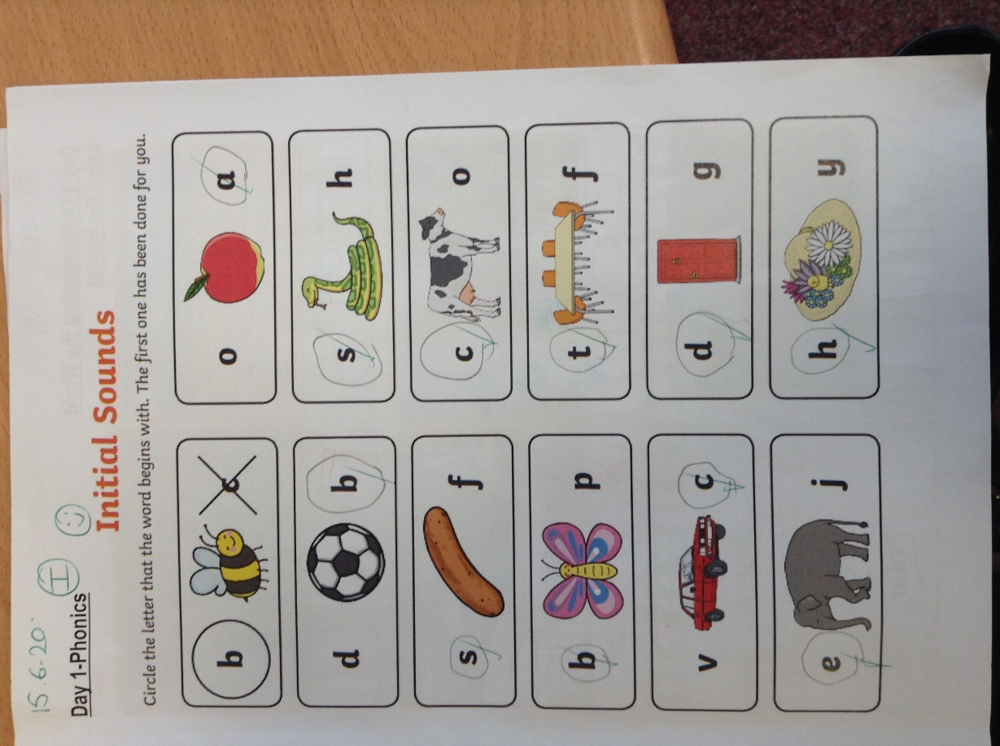 15.6.20
Day 1-Phonics I
Initial Sounds
Circle the letter that the word begins with. The first one has been done for you.
b c
o a
d b
s h
s f
c o
b p
t f
v c
d g
e j
h y